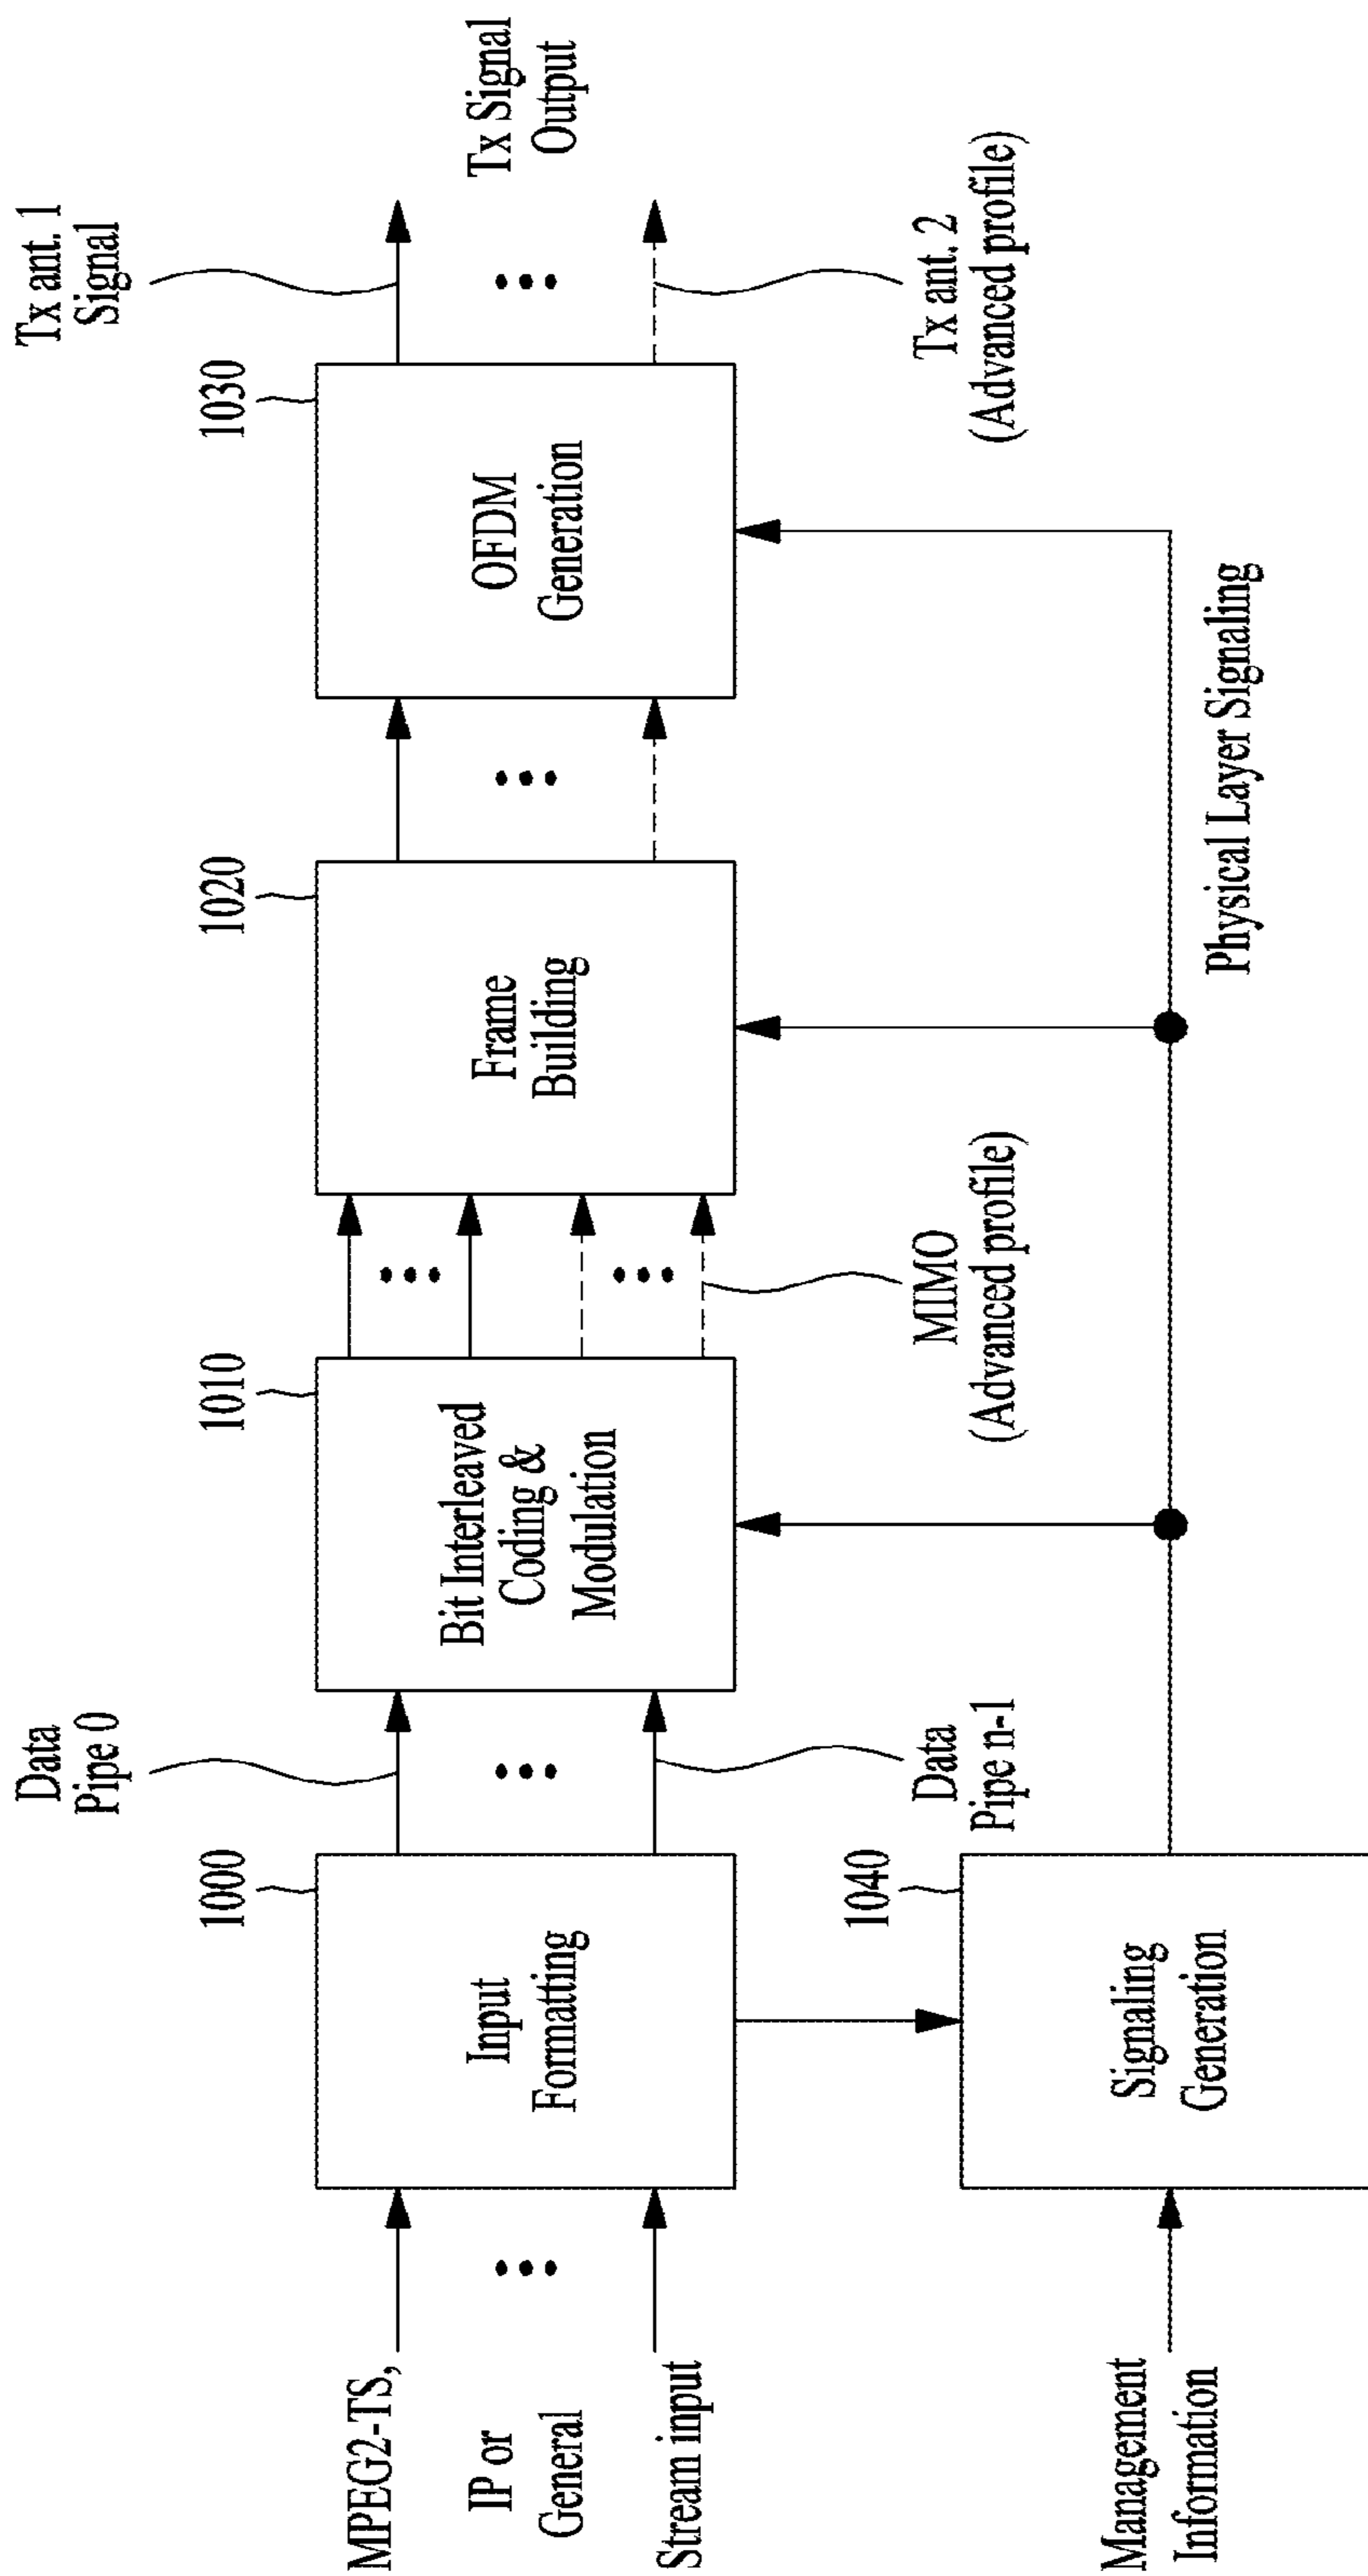 Tx ant. 1
Signal
Tx Signal
Output
Tx ant. 2
(Advanced profile)
1030
OFDM
Generation
1020
Frame
Building
Physical Layer Signaling
MIMO
(Advanced profile)
1010
Bit Interleaved
Coding &
Modulation
Data
Pipe 0
Data
Pipe n-1
1000
Input
Formatting
1040
Signaling
Generation
MPEG2-TS,
IP or
General
Stream input
Management
Information